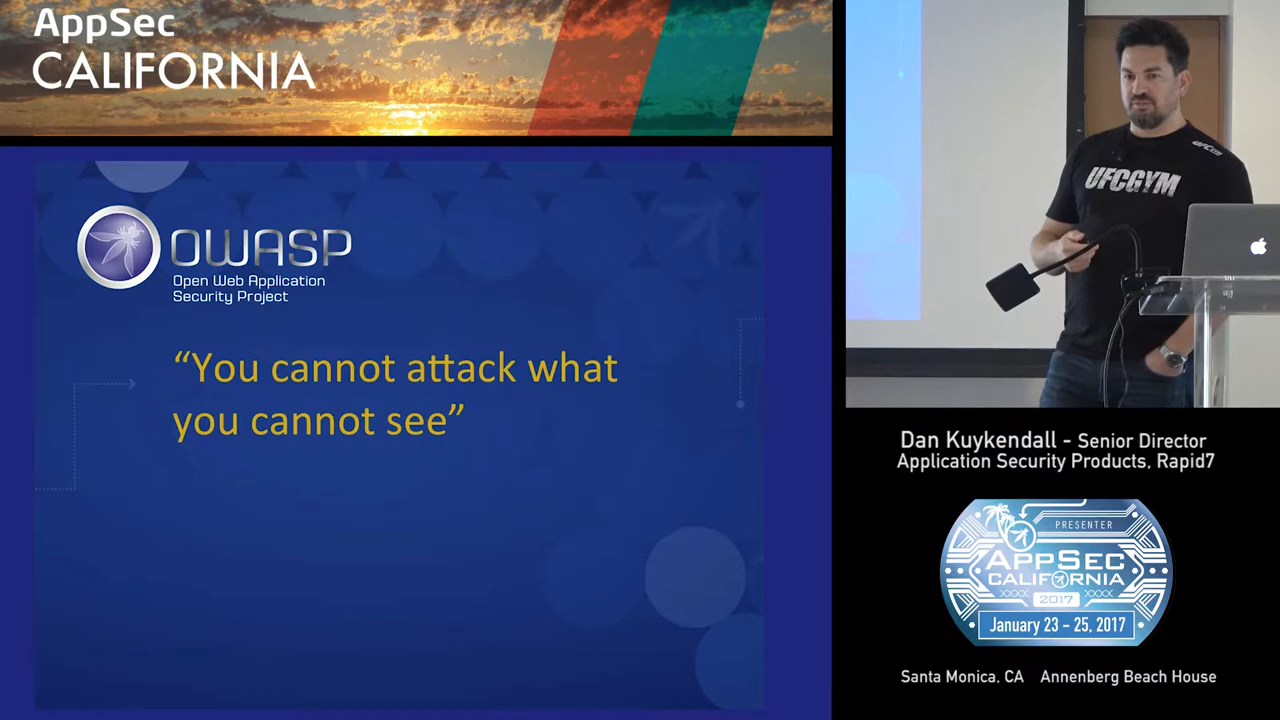 AppSec
CALIFORNIA
OWASP
Open Web Application
Security Project
“You cannot attack what
you cannot see”
UFCGYM
UFCGYM
Dan Kuykendall - Senior Director
Application Security Products, Rapid7
PRESENTER
APPSEC
CALIFORNIA
2017
January 23 - 25, 2017
Santa Monica, CA Annenberg Beach House